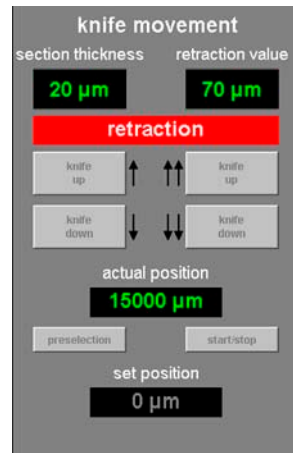 knife movement
section thickness retraction value
20 µm 70 µm
retraction
knife up knife up
knife down knife down
actual position
15000 µm
preselection start/stop
set position
0 µm